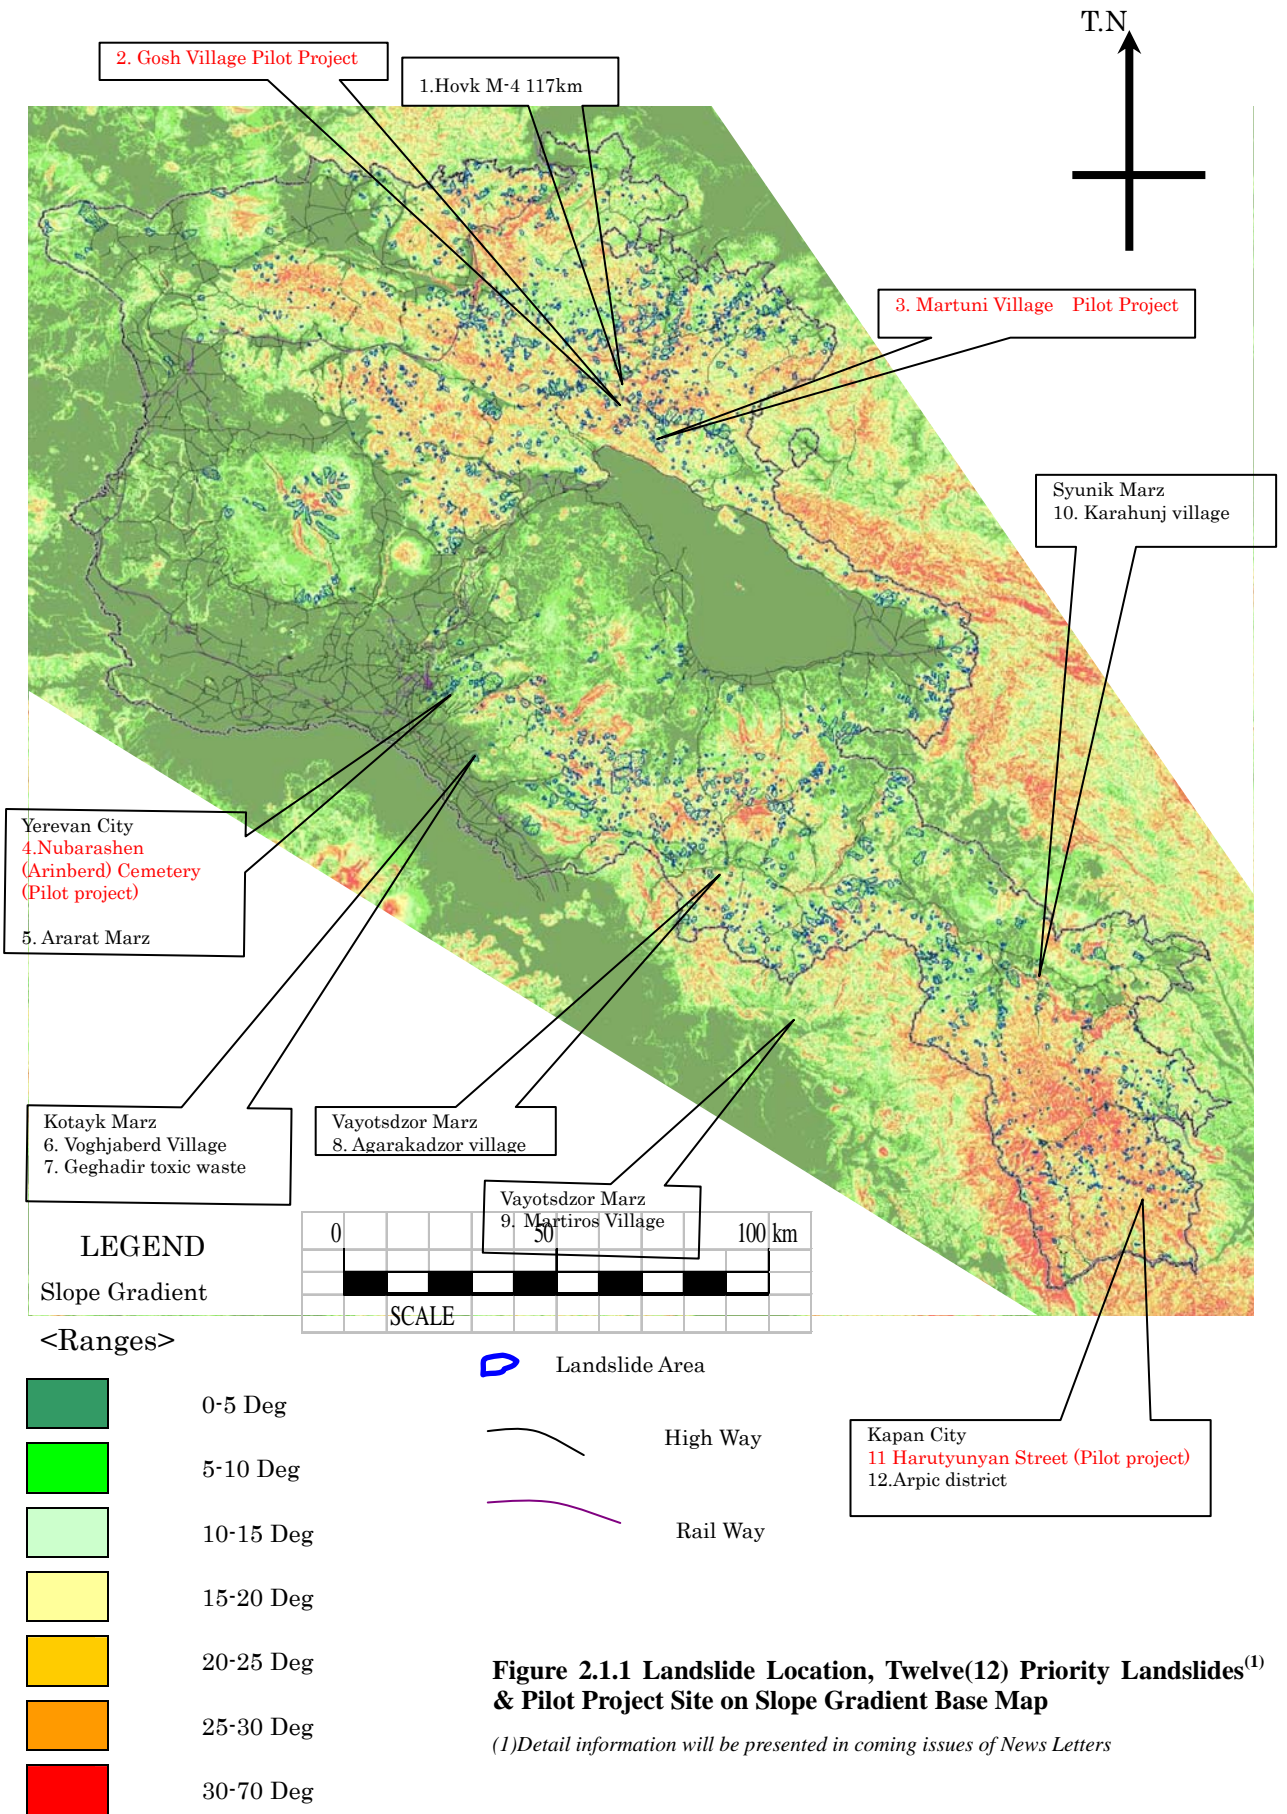 T.N
2. Gosh Village Pilot Project
1.Hovk M-4 117km
3. Martuni Village Pilot Project
Syunik Marz
10. Karahunj village
Yerevan City
4.Nubarashen
(Arinberd) Cemetery
(Pilot project)
5. Ararat Marz
Kotayk Marz
6. Voghjaberd Village
7. Geghadir toxic waste
Vayotsdzor Marz
8. Agarakadzor village
Vayotsdzor Marz
9. Martiros Village
0 50 100 km
SCALE
LEGEND
Slope Gradient
<Ranges>
0-5 Deg
5-10 Deg
10-15 Deg
15-20 Deg
20-25 Deg
25-30 Deg
30-70 Deg
Landslide Area
High Way
Rail Way
Kapan City
11 Harutyunyan Street (Pilot project)
12.Arpic district
Figure 2.1.1 Landslide Location, Twelve(12) Priority Landslides(1)
& Pilot Project Site on Slope Gradient Base Map
(1)Detail information will be presented in coming issues of News Letters